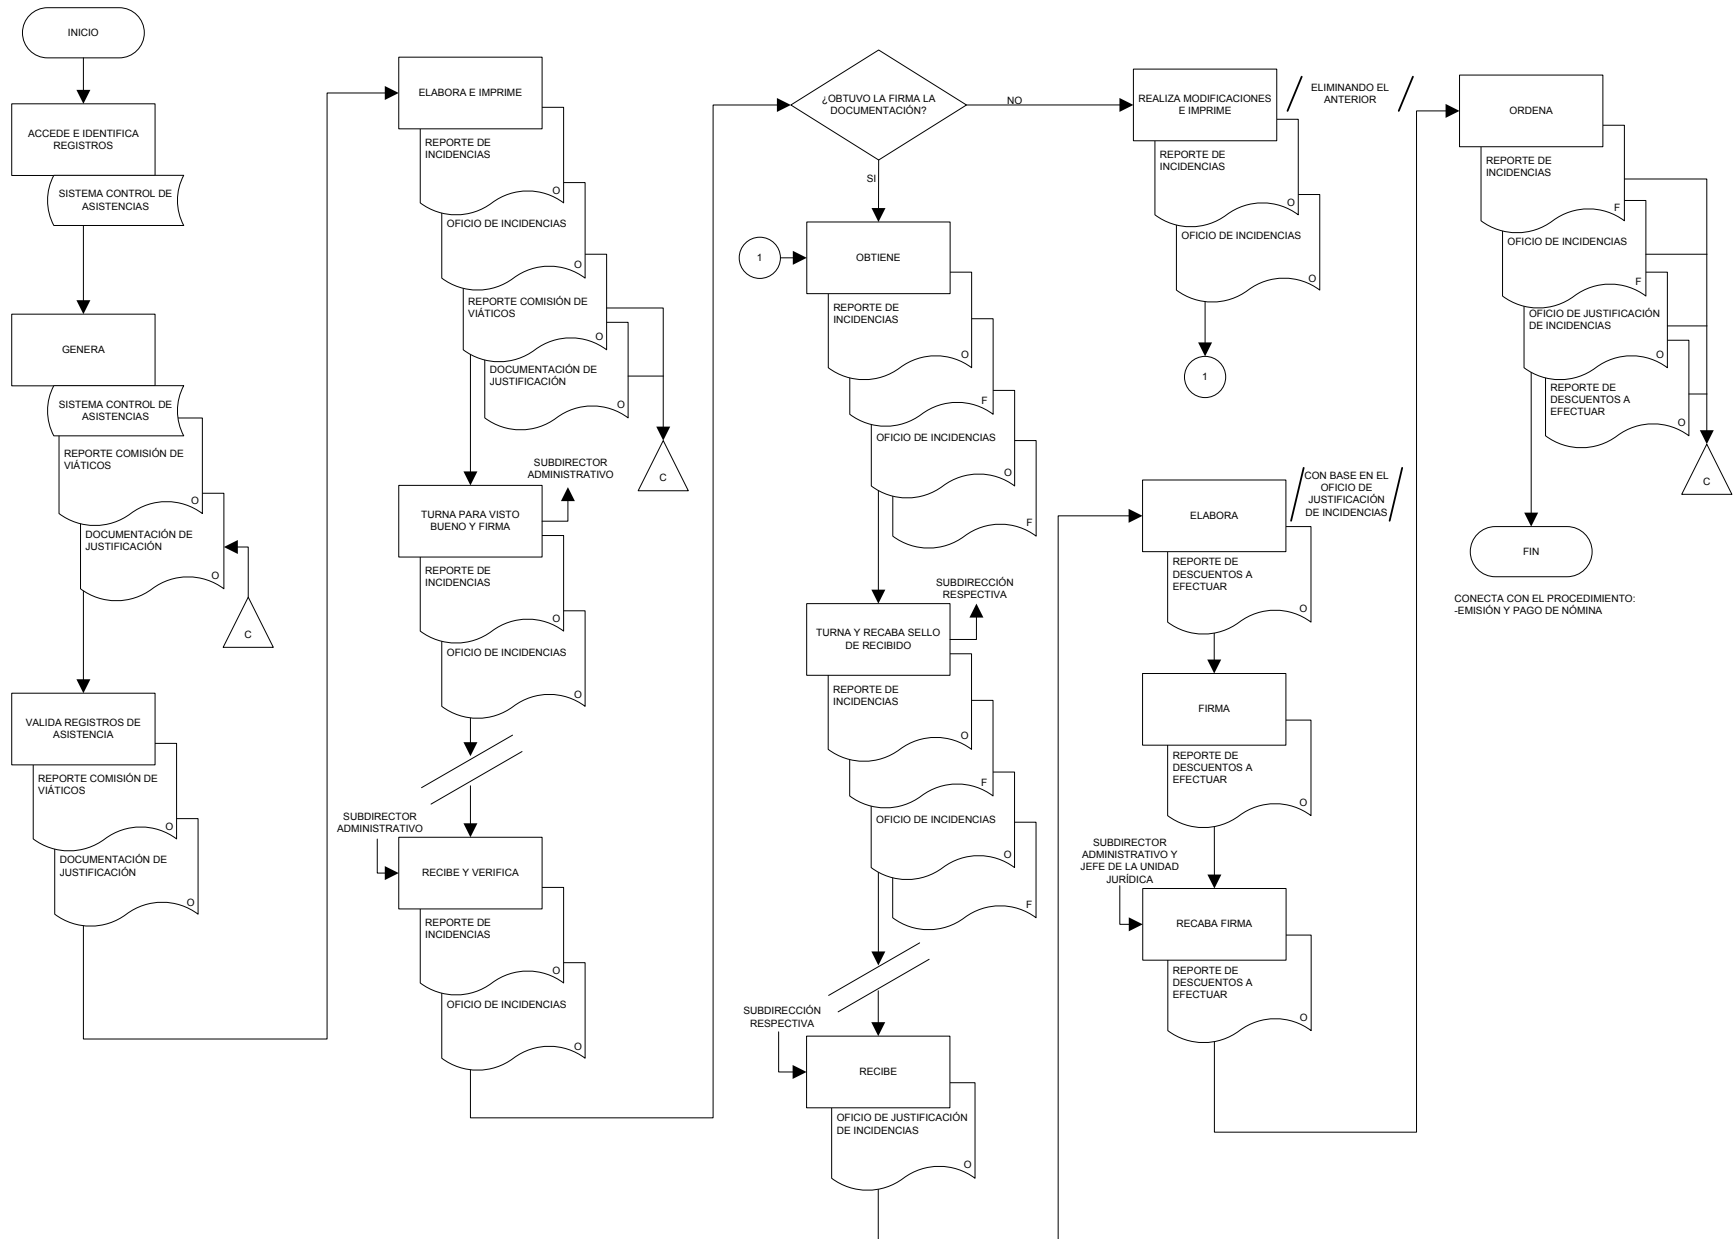 INICIO
ACCEDE E IDENTIFICA
REGISTROS
SISTEMA CONTROL DE
ASISTENCIAS
GENERA
SISTEMA CONTROL DE
ASISTENCIAS
REPORTE COMISIÓN DE
VIÁTICOS
O
DOCUMENTACIÓN DE
JUSTIFICACIÓN
O
C
VALIDA REGISTROS DE
ASISTENCIA
REPORTE COMISIÓN DE
VIÁTICOS
O
DOCUMENTACIÓN DE
JUSTIFICACIÓN
O
ELABORA E IMPRIME
REPORTE DE
INCIDENCIAS
O
OFICIO DE INCIDENCIAS
O
REPORTE COMISIÓN DE
VIÁTICOS
O
DOCUMENTACIÓN DE
JUSTIFICACIÓN
O
C
SUBDIRECTOR
ADMINISTRATIVO
TURNA PARA VISTO
BUENO Y FIRMA
REPORTE DE
INCIDENCIAS
O
OFICIO DE INCIDENCIAS
O
SUBDIRECTOR
ADMINISTRATIVO
RECIBE Y VERIFICA
REPORTE DE
INCIDENCIAS
O
OFICIO DE INCIDENCIAS
O
¿OBTUVO LA FIRMA LA
DOCUMENTACIÓN?
NO
SI
1
OBTIENE
REPORTE DE
INCIDENCIAS
O
F
OFICIO DE INCIDENCIAS
O
F
SUBDIRECCIÓN
RESPECTIVA
TURNA Y RECABA SELLO
DE RECIBIDO
REPORTE DE
INCIDENCIAS
O
F
OFICIO DE INCIDENCIAS
O
F
SUBDIRECCIÓN
RESPECTIVA
RECIBE
OFICIO DE JUSTIFICACIÓN
DE INCIDENCIAS
O
REALIZA MODIFICACIONES
E IMPRIME
ELIMINANDO EL
ANTERIOR
REPORTE DE
INCIDENCIAS
O
OFICIO DE INCIDENCIAS
O
1
ELABORA
CON BASE EN EL
OFICIO DE
JUSTIFICACIÓN
DE INCIDENCIAS
REPORTE DE
DESCUENTOS A
EFECTUAR
O
FIRMA
REPORTE DE
DESCUENTOS A
EFECTUAR
O
SUBDIRECTOR
ADMINISTRATIVO Y
JEFE DE LA UNIDAD
JURÍDICA
RECABA FIRMA
REPORTE DE
DESCUENTOS A
EFECTUAR
O
ORDENA
REPORTE DE
INCIDENCIAS
F
OFICIO DE INCIDENCIAS
F
OFICIO DE JUSTIFICACIÓN
DE INCIDENCIAS
O
REPORTE DE
DESCUENTOS A
EFECTUAR
O
C
FIN
CONECTA CON EL PROCEDIMIENTO:
-EMISIÓN Y PAGO DE NÓMINA